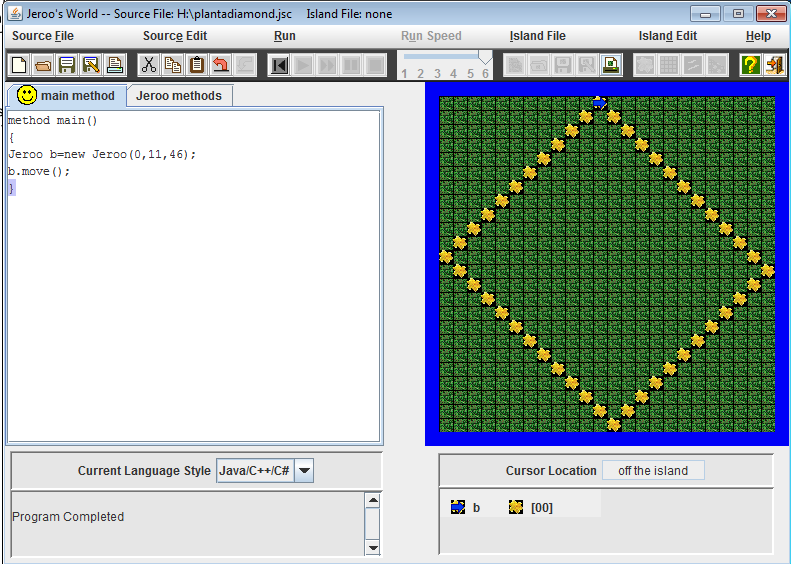 Jeroo's World -- Source File: H:\plantadiamond.jsc Island File: none
Source File Source Edit Run Run Speed Island File Island Edit Help
1 2 3 4 5 6
main method Jeroo methods
method main()
{
Jeroo b=new Jeroo(0,11,46);
b.move();
}
Current Language Style Java/C++/C#
Cursor Location off the island
Program Completed
b [00]